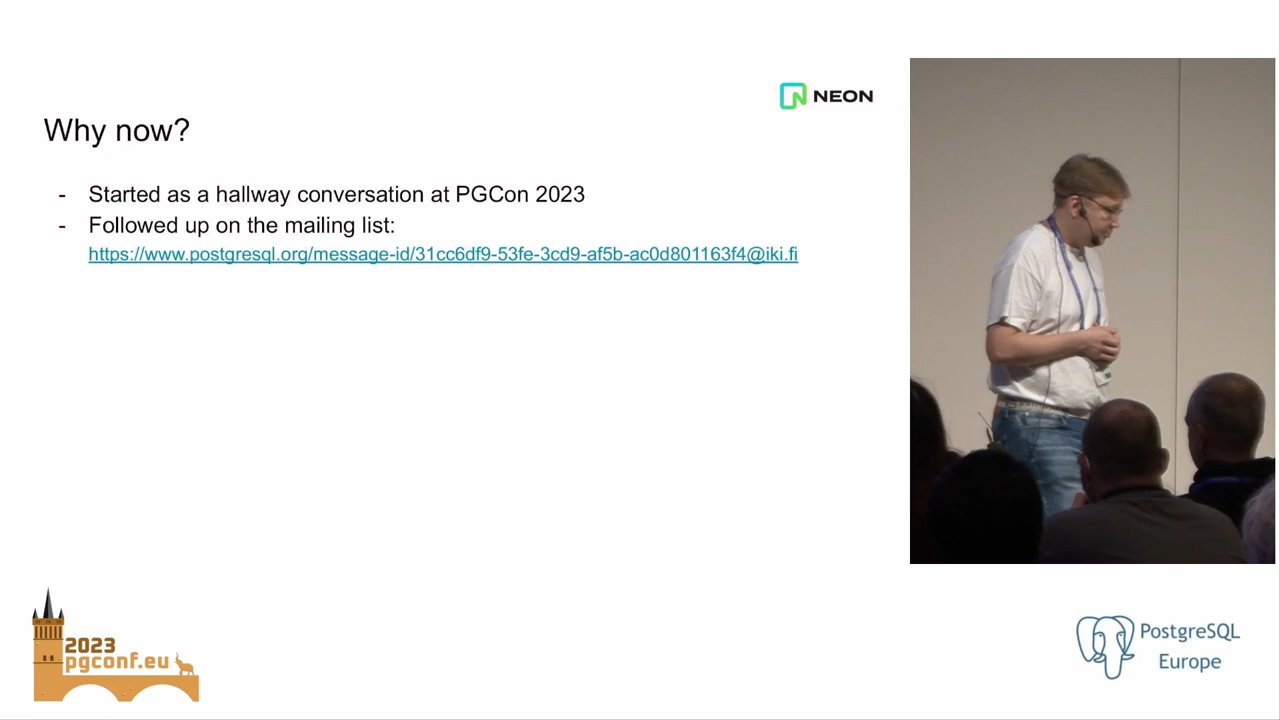 NEON
Why now?
- Started as a hallway conversation at PGCon 2023
- Followed up on the mailing list:
https://www.postgresql.org/message-id/31cc6df9-53fe-3cd9-af5b-ac0d801163f4@iki.fi
2023
pgconf.eu
PostgreSQL
Europe